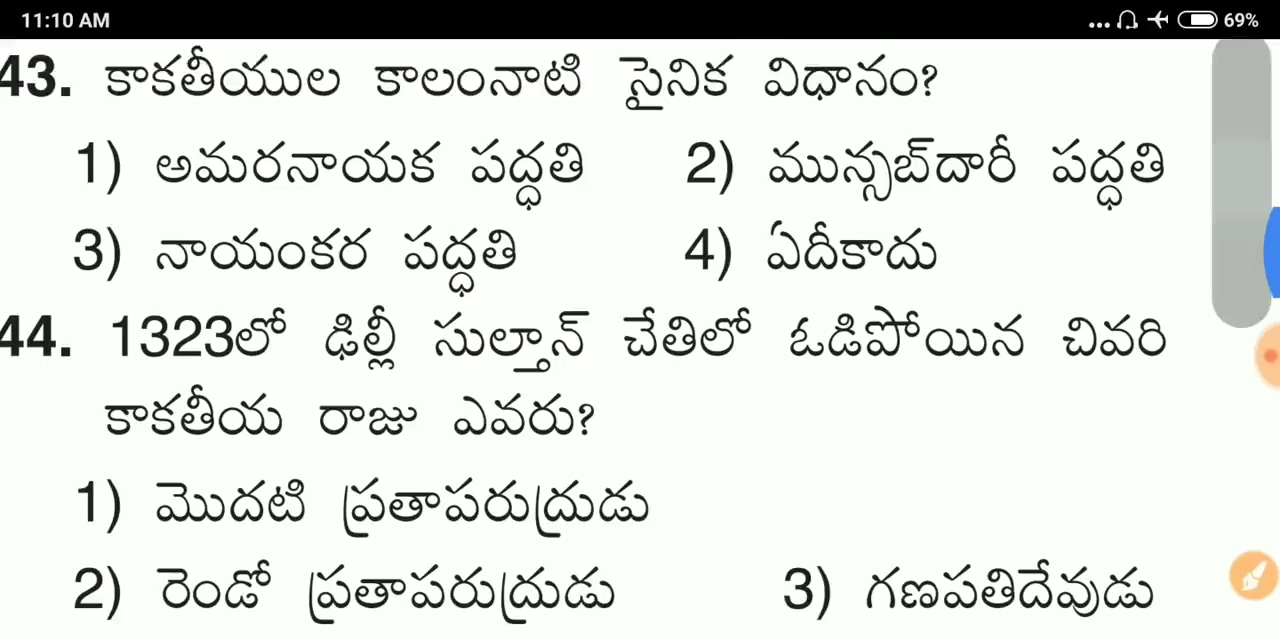 11:10 AM ... 69%
43. కాకతీయుల కాలంనాటి సైనిక విధానం?
1) అమరనాయక పద్ధతి 2) మున్సబ్‌దారీ పద్ధతి
3) నాయంకర పద్ధతి 4) ఏదీకాదు
44. 1323లో ఢిల్లీ సుల్తాన్ చేతిలో ఓడిపోయిన చివరి
కాకతీయ రాజు ఎవరు?
1) మొదటి ప్రతాపరుద్రుడు
2) రెండో ప్రతాపరుద్రుడు 3) గణపతిదేవుడు